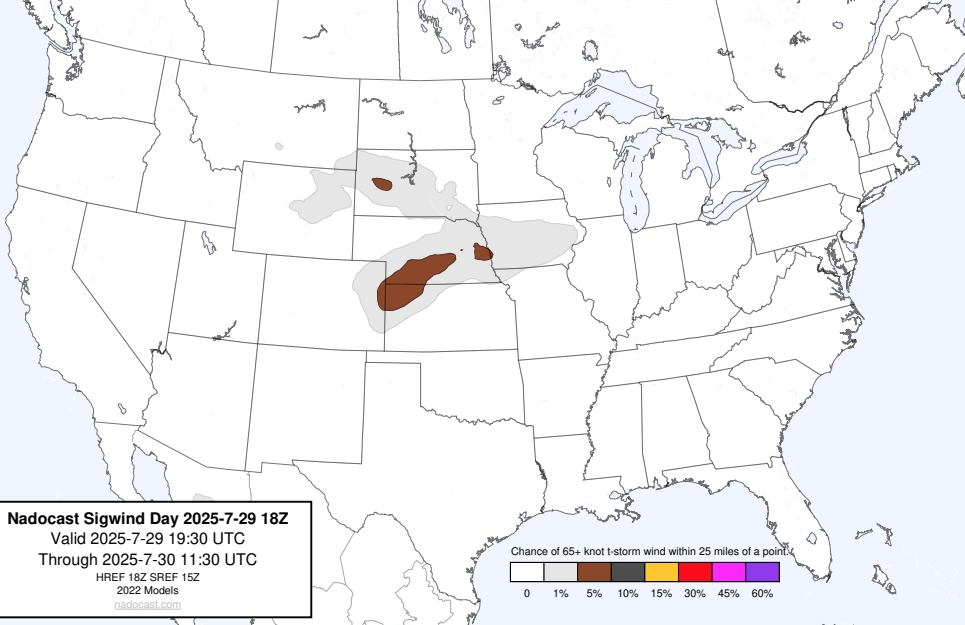 Nadocast Sigwind Day 2025-7-29 18Z
Valid 2025-7-29 19:30 UTC
Through 2025-7-30 11:30 UTC
HREF 18Z SREF 15Z
2022 Models
nadocast.com
Chance of 65+ knot t-storm wind within 25 miles of a point.
0 1% 5% 10% 15% 30% 45% 60%